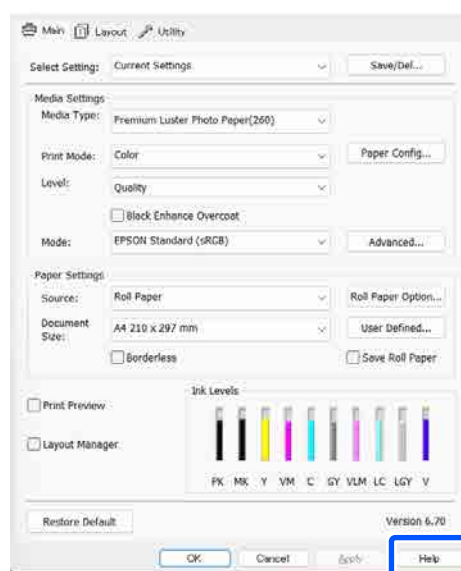 Main Layout Utility
Select Setting: Current Settings Save/Del...
Media Settings
Media Type: Premium Luster Photo Paper(260)
Print Mode: Color Paper Config...
Level: Quality
Black Enhance Overcoat
Mode: EPSON Standard (sRGB) Advanced...
Paper Settings
Source: Roll Paper Roll Paper Option...
Document Size: A4 210 x 297 mm User Defined...
Borderless Save Roll Paper
Ink Levels
Print Preview
Layout Manager
PK MK Y VM C GY VLM LC LGY V
Restore Default Version 6.70
OK Cancel Apply Help